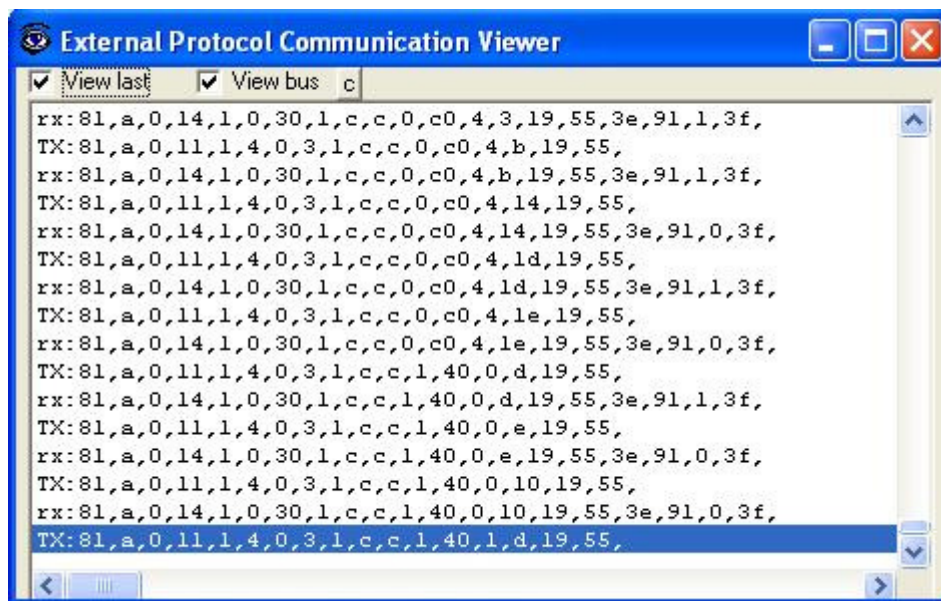 External Protocol Communication Viewer
View last View bus c
rx:81,a,0,14,1,0,30,1,c,c,0,c0,4,3,19,55,3e,91,1,3f,
TX:81,a,0,11,1,4,0,3,1,c,c,0,c0,4,b,19,55,
rx:81,a,0,14,1,0,30,1,c,c,0,c0,4,b,19,55,3e,91,1,3f,
TX:81,a,0,11,1,4,0,3,1,c,c,0,c0,4,14,19,55,
rx:81,a,0,14,1,0,30,1,c,c,0,c0,4,14,19,55,3e,91,0,3f,
TX:81,a,0,11,1,4,0,3,1,c,c,0,c0,4,1d,19,55,
rx:81,a,0,14,1,0,30,1,c,c,0,c0,4,1d,19,55,3e,91,1,3f,
TX:81,a,0,11,1,4,0,3,1,c,c,0,c0,4,1e,19,55,
rx:81,a,0,14,1,0,30,1,c,c,0,c0,4,1e,19,55,3e,91,0,3f,
TX:81,a,0,11,1,4,0,3,1,c,c,1,40,0,d,19,55,
rx:81,a,0,14,1,0,30,1,c,c,1,40,0,d,19,55,3e,91,1,3f,
TX:81,a,0,11,1,4,0,3,1,c,c,1,40,0,e,19,55,
rx:81,a,0,14,1,0,30,1,c,c,1,40,0,e,19,55,3e,91,0,3f,
TX:81,a,0,11,1,4,0,3,1,c,c,1,40,0,10,19,55,
rx:81,a,0,14,1,0,30,1,c,c,1,40,0,10,19,55,3e,91,0,3f,
TX:81,a,0,11,1,4,0,3,1,c,c,1,40,1,d,19,55,